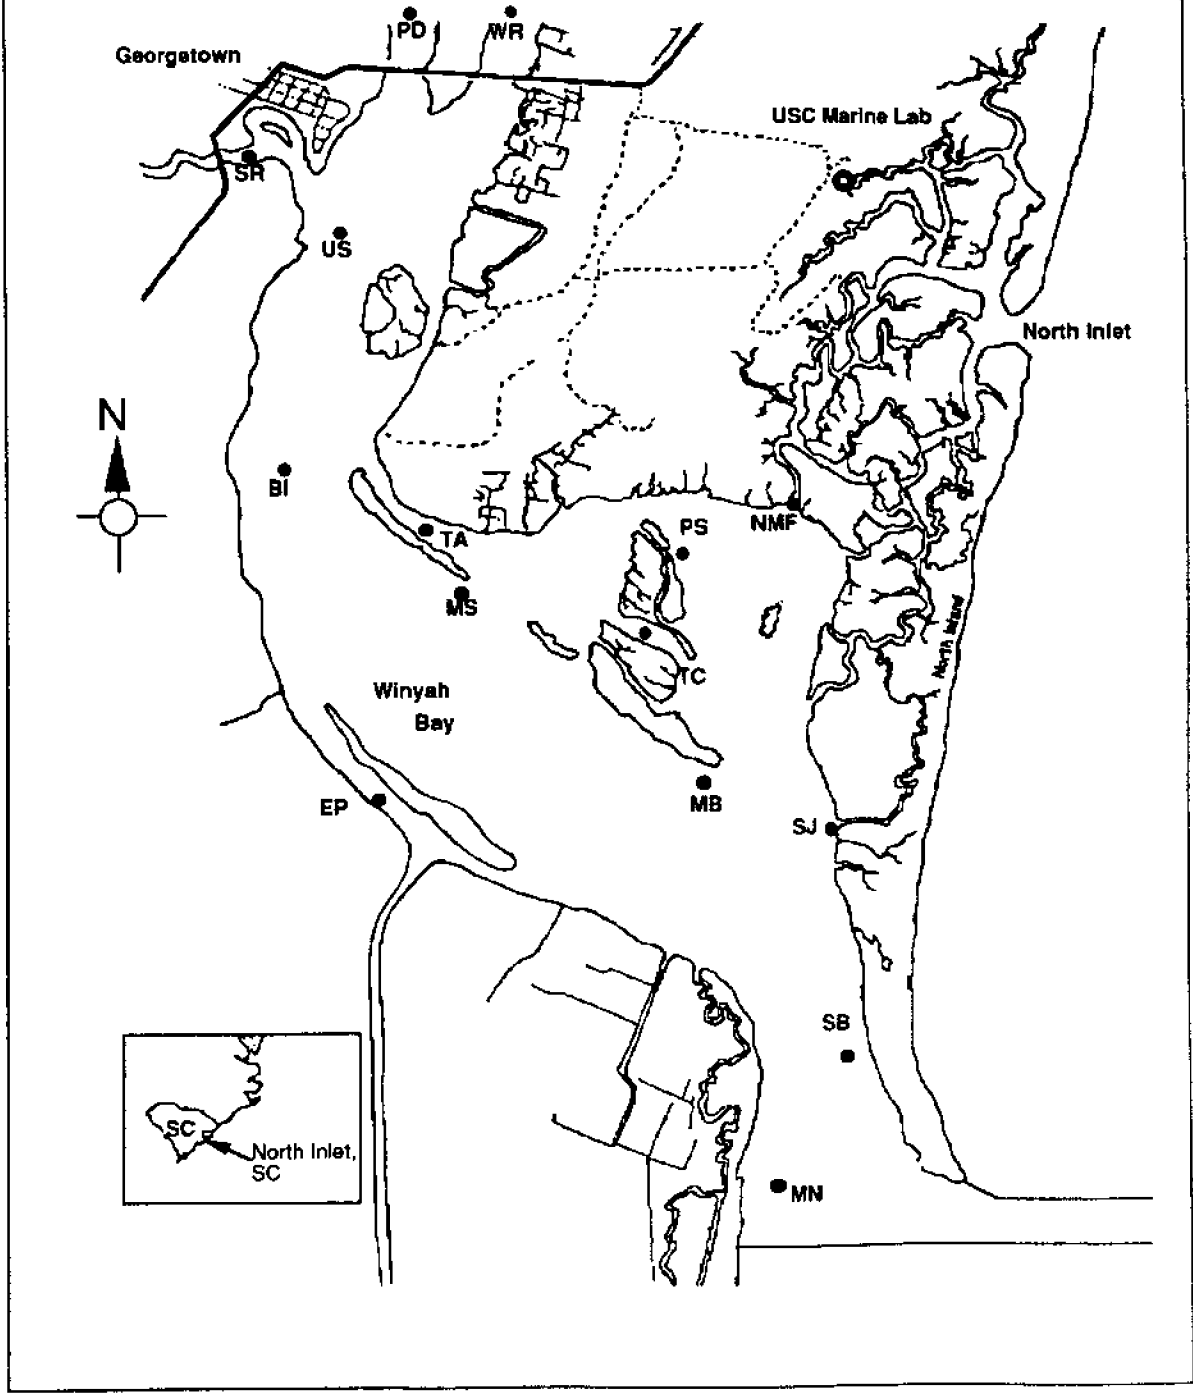 PD
WR
Georgetown
USC Marine Lab
SR
US
North Inlet
N
BI
TA
PS
NMF
MS
North Island
TC
Winyah
Bay
EP
MB
SJ
SB
SC
North Inlet,
SC
MN